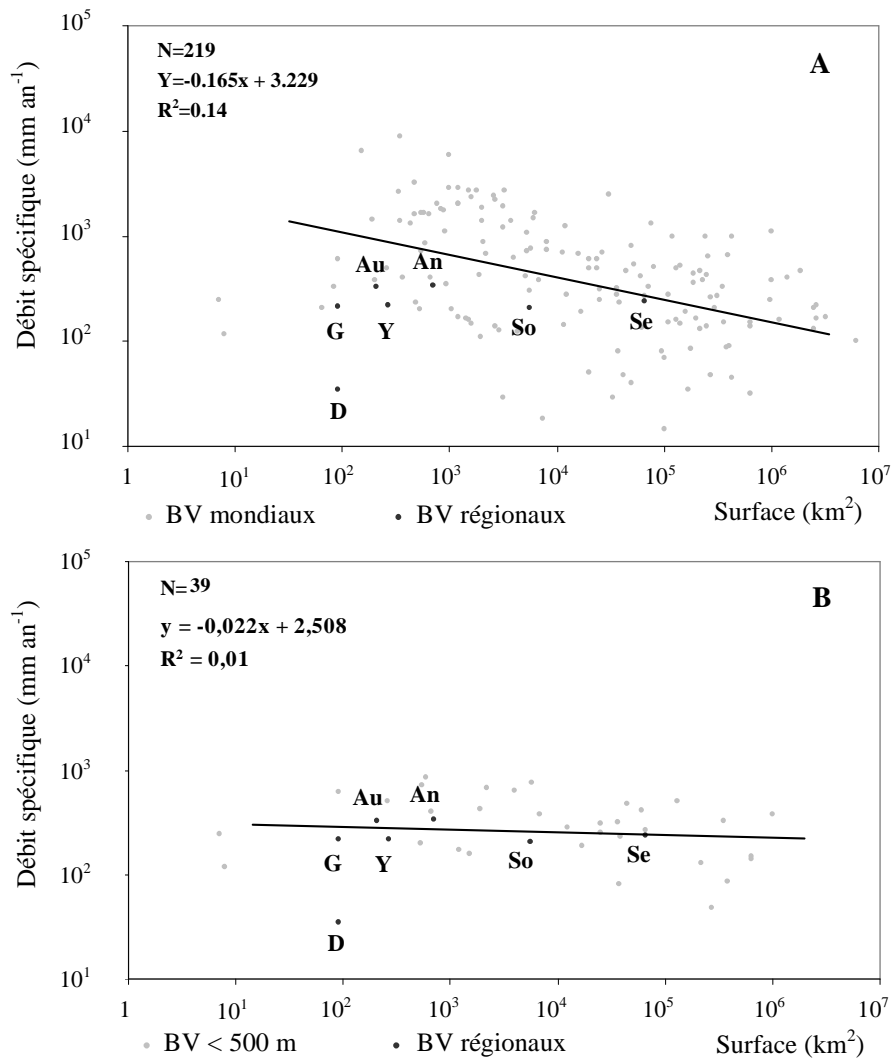 10^5
N=219
Y=-0.165x + 3.229
R^2=0.14
A
10^4
10^3
10^2
10^1
Débit spécifique (mm an^-1)
Au
An
G
Y
So
Se
D
1
10^1
10^2
10^3
10^4
10^5
10^6
10^7
BV mondiaux
BV régionaux
Surface (km^2)
10^5
N=39
y = -0,022x + 2,508
R^2 = 0,01
B
10^4
10^3
10^2
10^1
Débit spécifique (mm an^-1)
Au
An
G
Y
So
Se
D
1
10^1
10^2
10^3
10^4
10^5
10^6
10^7
BV < 500 m
BV régionaux
Surface (km^2)